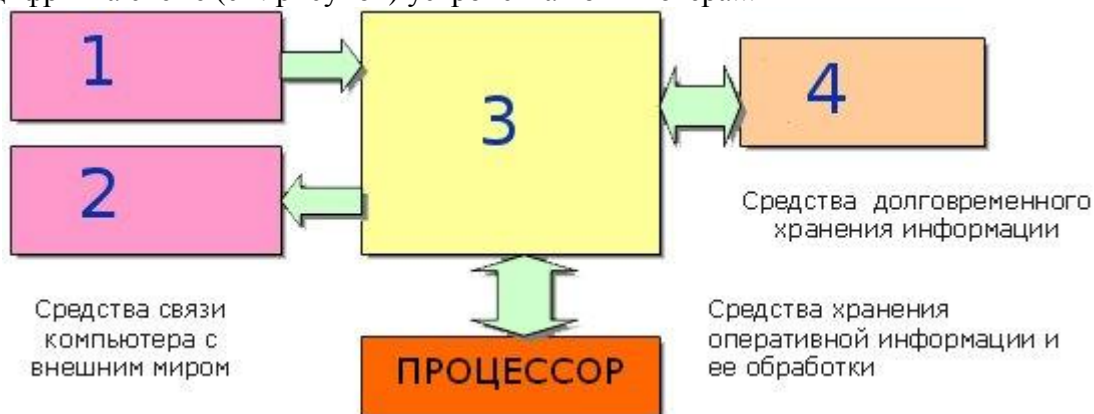 1
2
3
4
Средства долговременного
хранения информации
Средства связи
компьютера с
внешним миром
Средства хранения
оперативной информации и
ее обработки
ПРОЦЕССОР